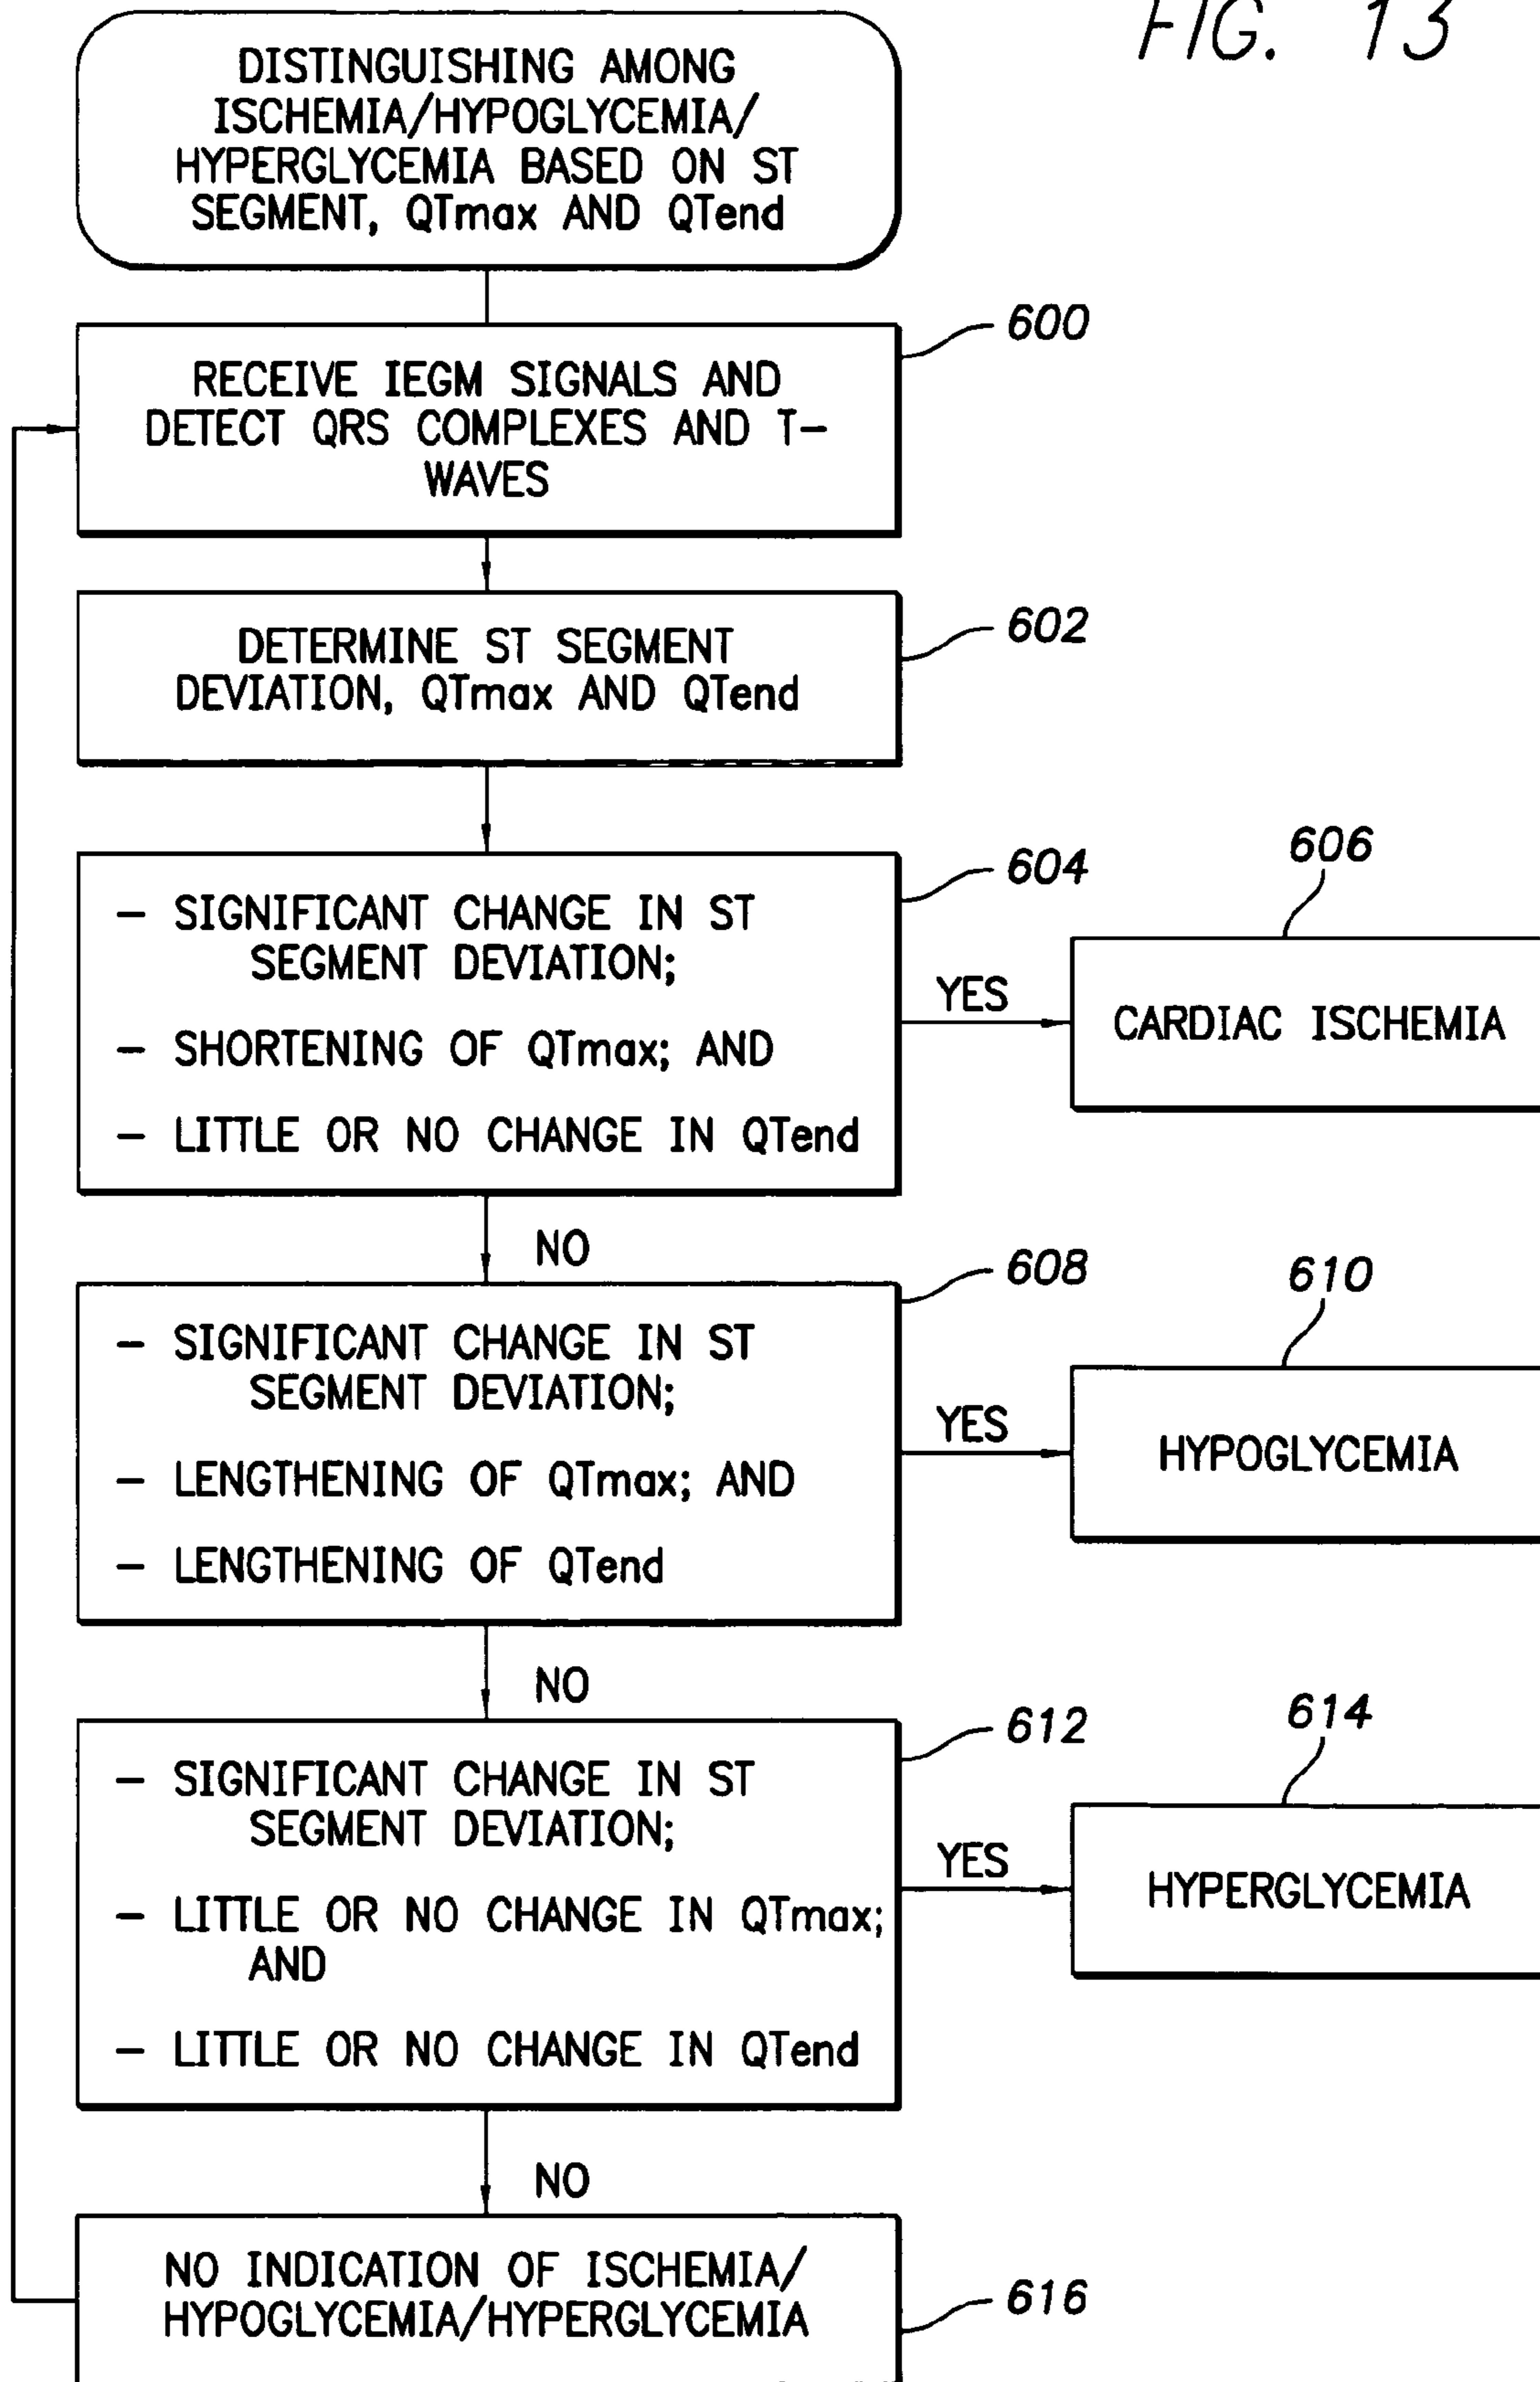 FIG. 13
DISTINGUISHING AMONG
ISCHEMIA/HYPOGLYCEMIA/
HYPERGLYCEMIA BASED ON ST
SEGMENT, QTmax AND QTend
600
RECEIVE IEGM SIGNALS AND
DETECT QRS COMPLEXES AND T-
WAVES
602
DETERMINE ST SEGMENT
DEVIATION, QTmax AND QTend
604
- SIGNIFICANT CHANGE IN ST
SEGMENT DEVIATION;
- SHORTENING OF QTmax; AND
- LITTLE OR NO CHANGE IN QTend
YES
606
CARDIAC ISCHEMIA
NO
608
- SIGNIFICANT CHANGE IN ST
SEGMENT DEVIATION;
- LENGTHENING OF QTmax; AND
- LENGTHENING OF QTend
YES
610
HYPOGLYCEMIA
NO
612
- SIGNIFICANT CHANGE IN ST
SEGMENT DEVIATION;
- LITTLE OR NO CHANGE IN QTmax;
AND
- LITTLE OR NO CHANGE IN QTend
YES
614
HYPERGLYCEMIA
NO
NO INDICATION OF ISCHEMIA/
HYPOGLYCEMIA/HYPERGLYCEMIA
616